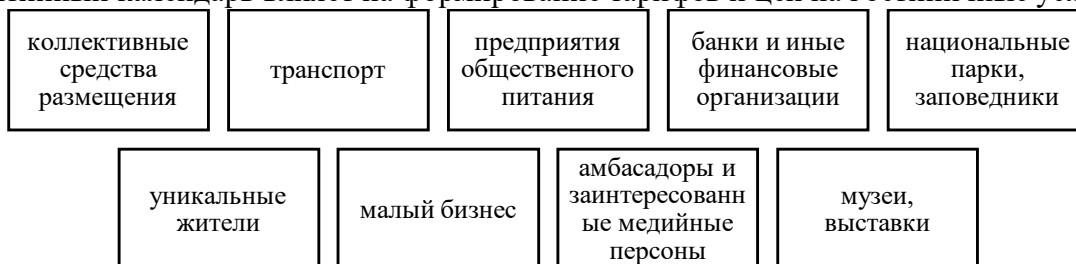 коллективные
средства
размещения
транспорт
предприятия
общественного
питания
банки и иные
финансовые
организации
национальные
парки,
заповедники
уникальные
жители
малый бизнес
амбасадоры и
заинтересованн
ые медийные
персоны
музеи,
выставки